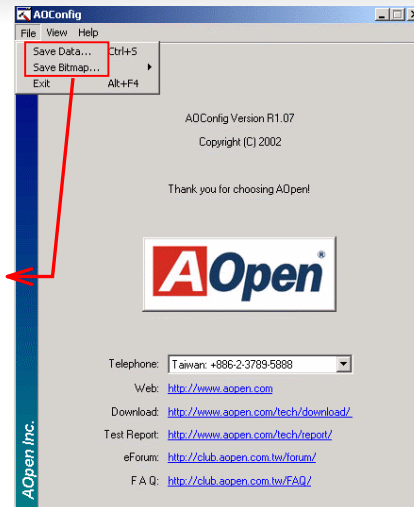 AOConfig
File View Help
Save Data... Ctrl+S
Save Bitmap...
Exit Alt+F4
AOConfig Version R1.07
Copyright (C) 2002
Thank you for choosing AOpen!
AOpen®
Telephone: Taiwan: +886-2-3789-5888
Web: http://www.aopen.com
Download: http://www.aopen.com/tech/download/
Test Report: http://www.aopen.com/tech/report/
eForum: http://club.aopen.com.tw/forum/
F A Q: http://club.aopen.com.tw/FAQ/
AOpen Inc.